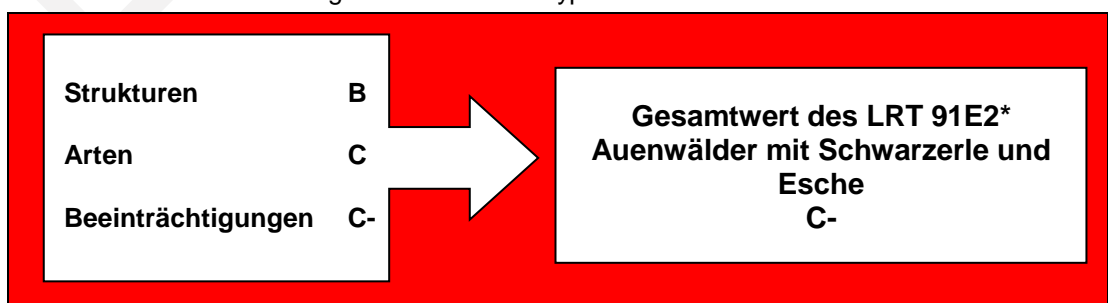 Strukturen B
Arten C
Beeinträchtigungen C-
Gesamtwert des LRT 91E2*
Auenwälder mit Schwarzerle und
Esche
C-